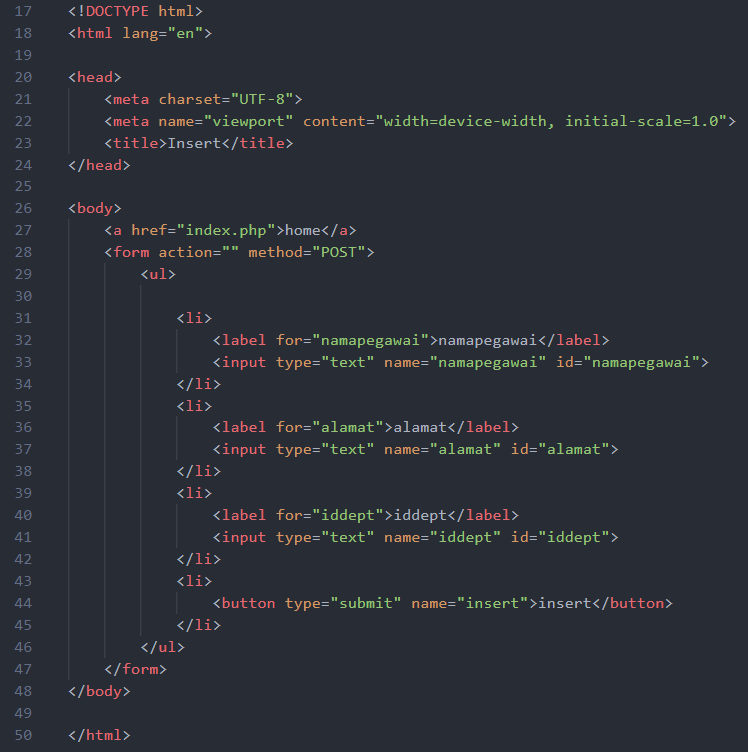 17 <!DOCTYPE html>
18 <html lang="en">
19
20 <head>
21     <meta charset="UTF-8">
22     <meta name="viewport" content="width=device-width, initial-scale=1.0">
23     <title>Insert</title>
24 </head>
25
26 <body>
27     <a href="index.php">home</a>
28     <form action="" method="POST">
29         <ul>
30
31             <li>
32                 <label for="namapegawai">namapegawai</label>
33                 <input type="text" name="namapegawai" id="namapegawai">
34             </li>
35             <li>
36                 <label for="alamat">alamat</label>
37                 <input type="text" name="alamat" id="alamat">
38             </li>
39             <li>
40                 <label for="iddept">iddept</label>
41                 <input type="text" name="iddept" id="iddept">
42             </li>
43             <li>
44                 <button type="submit" name="insert">insert</button>
45             </li>
46         </ul>
47     </form>
48 </body>
49
50 </html>